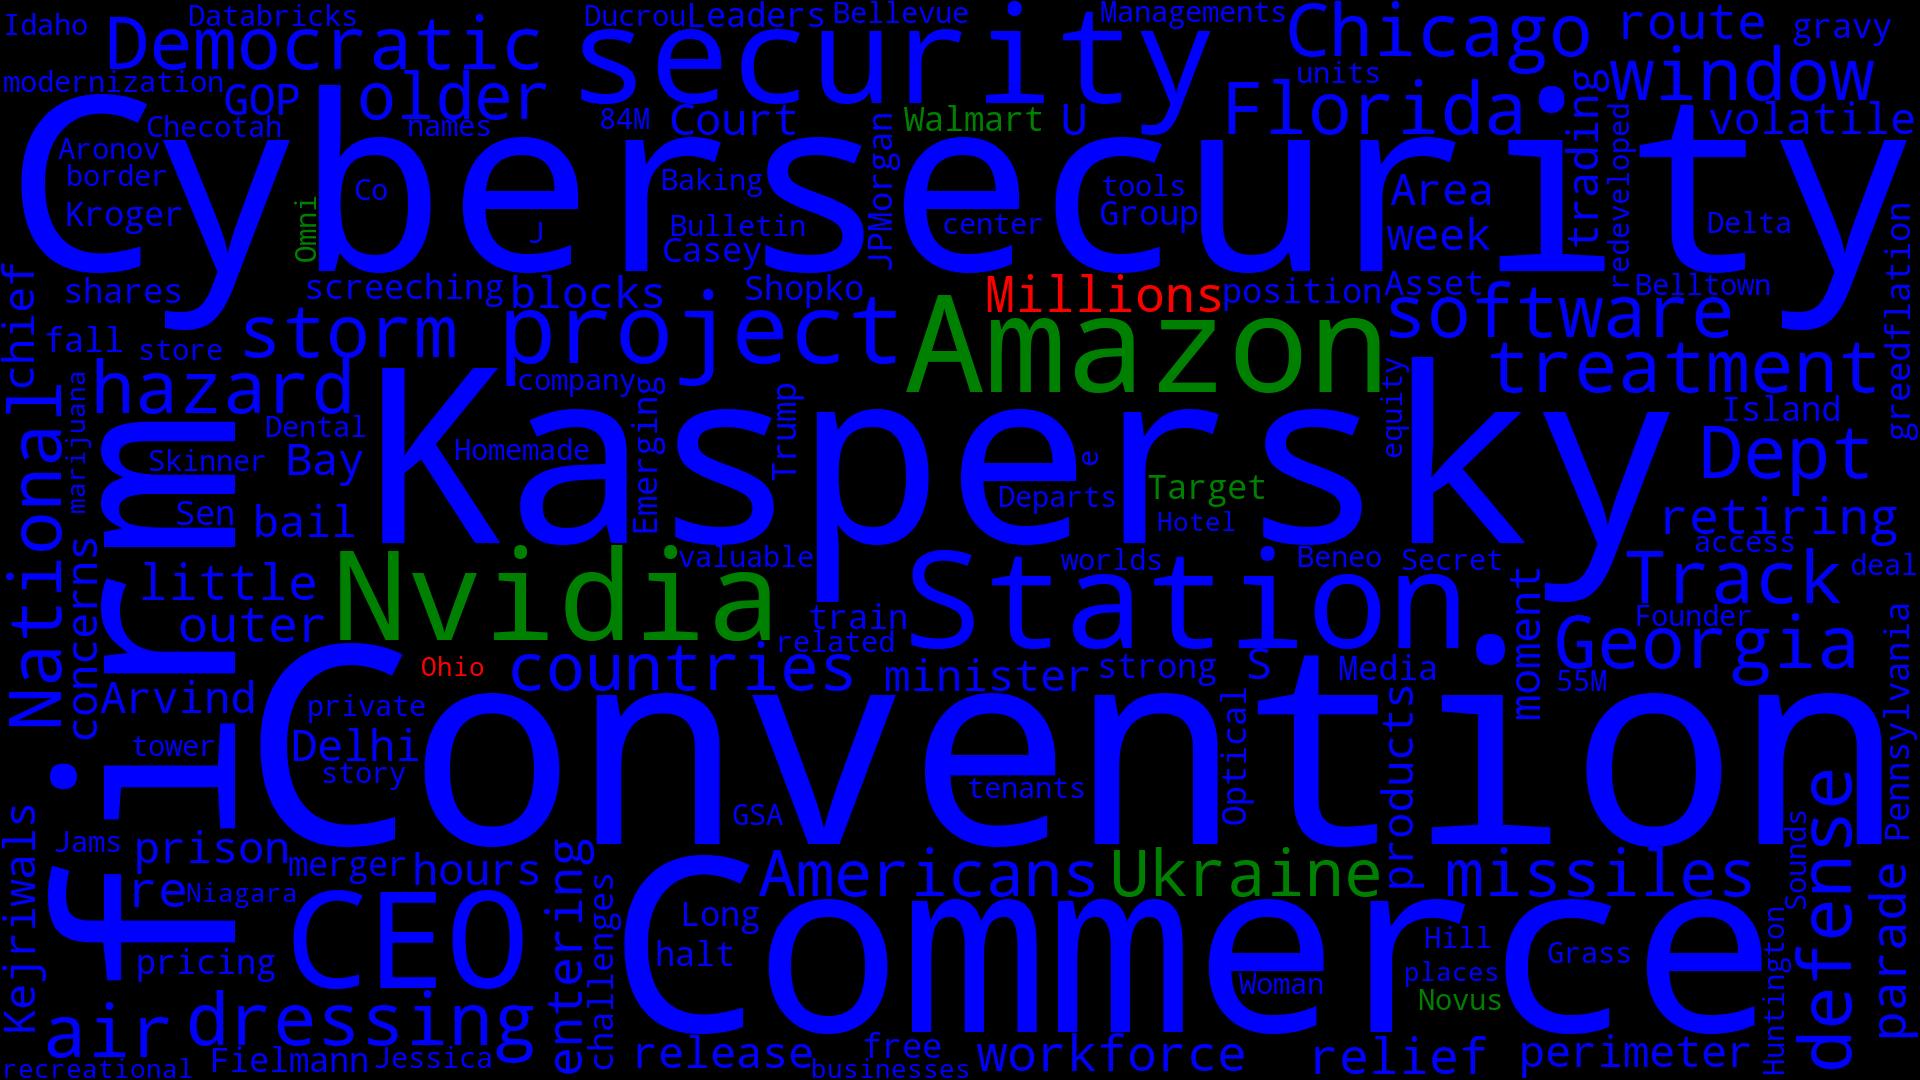 Idaho
Databricks
Ducrou
Leaders
Bellevue
Managements
Chicago
route
gravy
Democratic
security
modernization
GOP
older
units
window
Checotah
names
84M
Court
Walmart
U
Florida
trading
volatile
Cybersecurity
Aronov
border
Kroger
Omni
Co
J
Baking
Bulletin
Casey
JPMorgan
center
tools
Group
Area
week
redeveloped
Delta
shares
screeching
blocks
Shopko
Millions
position
Asset
Belltown
greedflation
chief
fall
store
storm
project
Amazon
software
hazard
company
Emerging
Trump
equity
treatment
Island
National
marijuana
firm
Dental
Skinner
Bay
Homemade
Kaspersky
e
Departs
Target
Hotel
Dept
Sen
bail
retiring
access
concerns
little
outer
Nvidia
valuable
Station
worlds
Beneo
Secret
Track
deal
train
related
Founder
Ohio
countries
minister
strong
S
Media
moment
55M
Georgia
Pennsylvania
Arvind
private
Convention
tower
Delhi
story
GSA
tenants
Optical
products
Kejriwals
Jams
prison
merger
hours
entering
Americans
Ukraine
missiles
Sounds
defense
re
Niagara
CEO
challenges
Long
halt
Commerce
Hill
places
Novus
Woman
Grass
Huntington
parade
pricing
air
dressing
recreational
Fielmann
Jessica
release
free
businesses
workforce
relief
perimeter